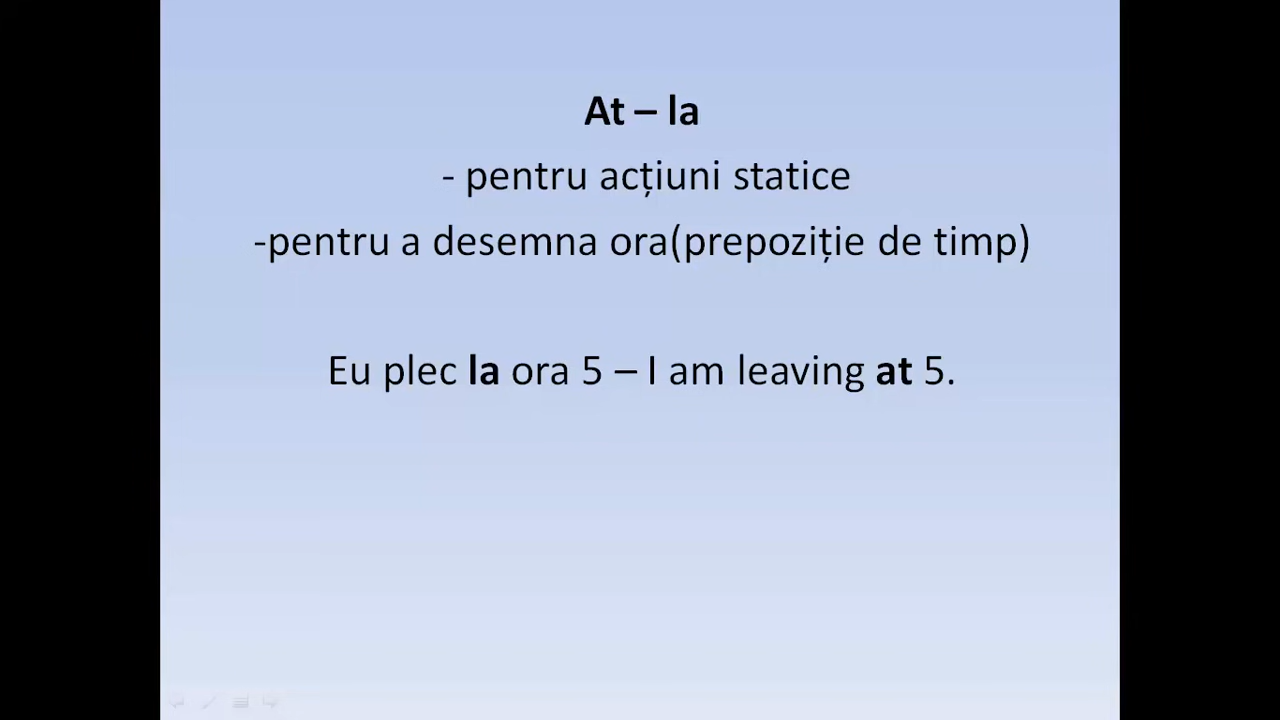 At – la
- pentru acțiuni statice
-pentru a desemna ora(prepoziție de timp)
Eu plec la ora 5 – I am leaving at 5.